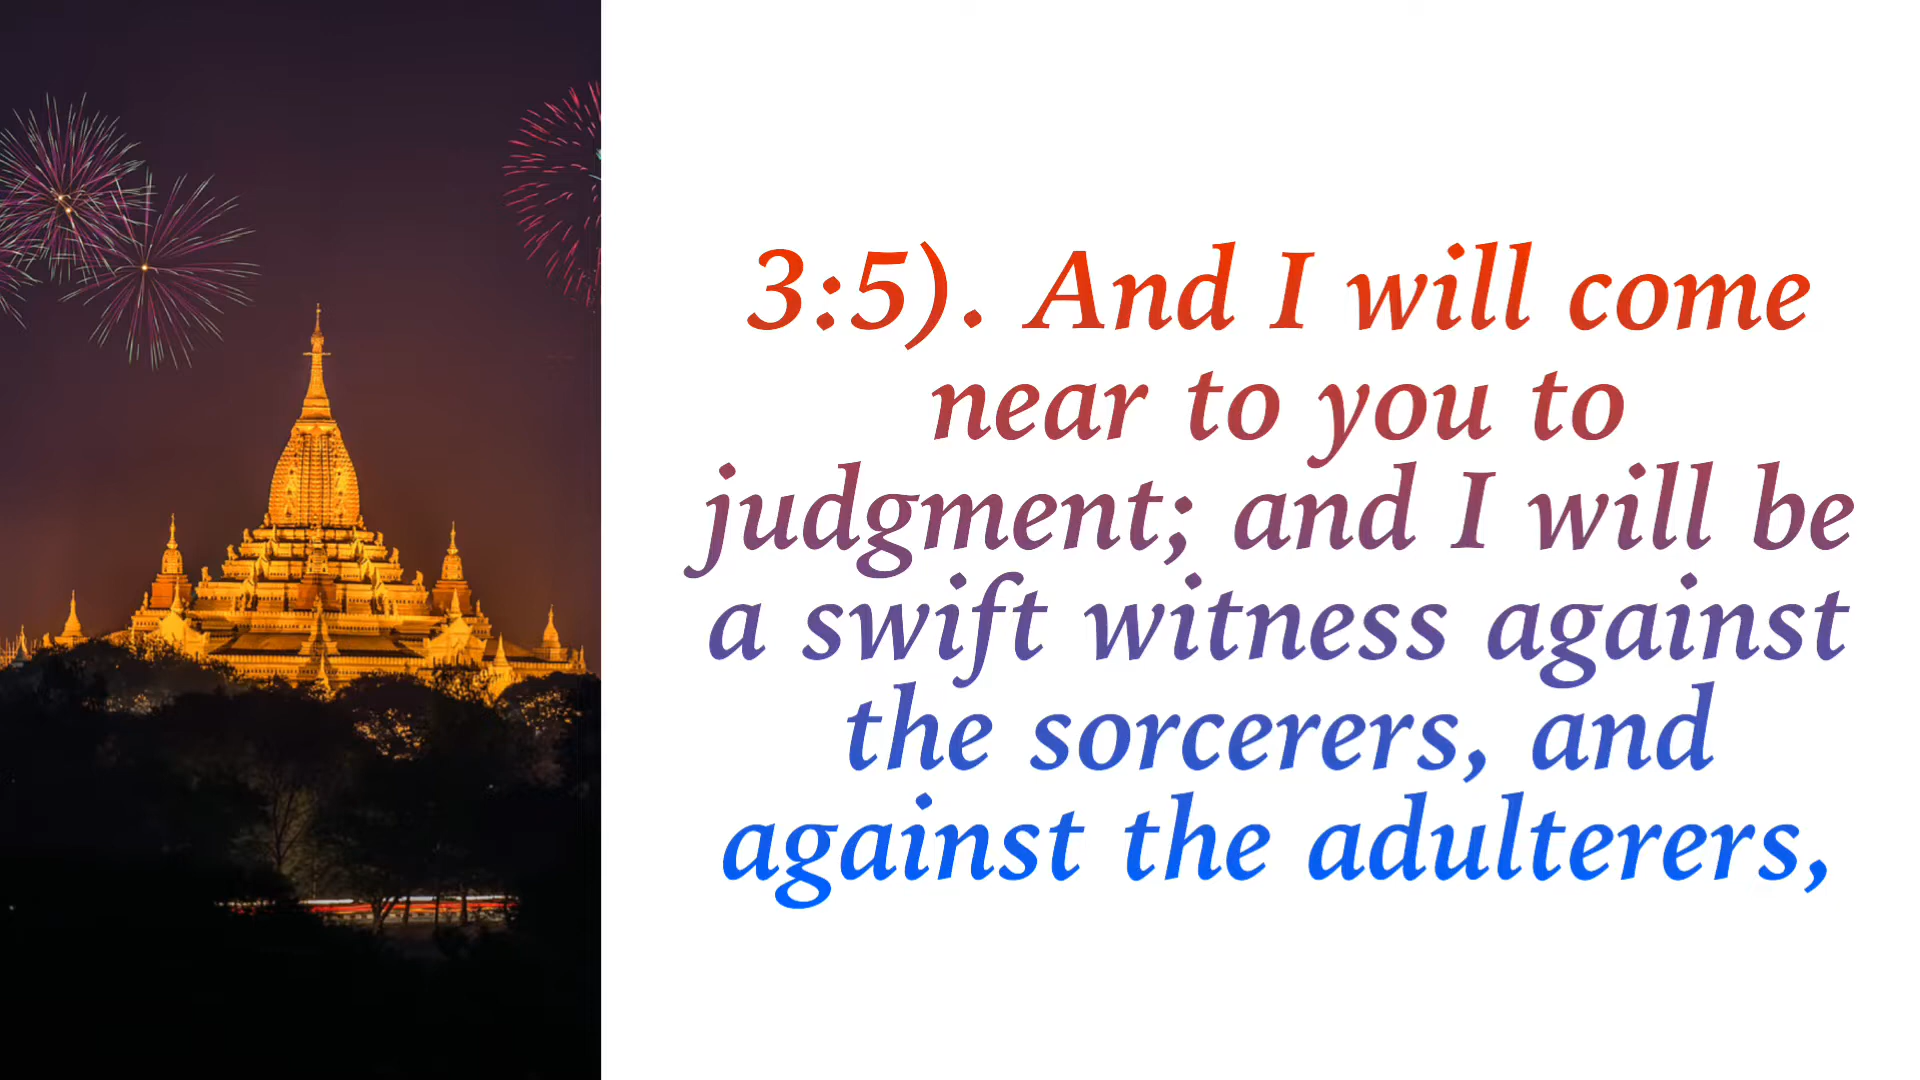 3:5). And I will come
near to you to
judgment; and I will be
a swift witness against
the sorcerers, and
against the adulterers,